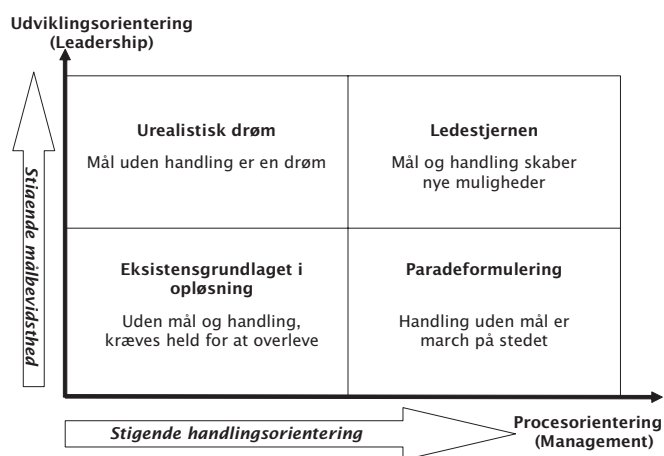 Udviklingsorientering
(Leadership)
Stigende målbevidsthed
Urealistisk drøm
Mål uden handling er en drøm
Ledestjernen
Mål og handling skaber
nye muligheder
Eksistensgrundlaget i
opløsning
Uden mål og handling,
kræves held for at overleve
Paradeformulering
Handling uden mål er
march på stedet
Stigende handlingsorientering
Procesorientering
(Management)